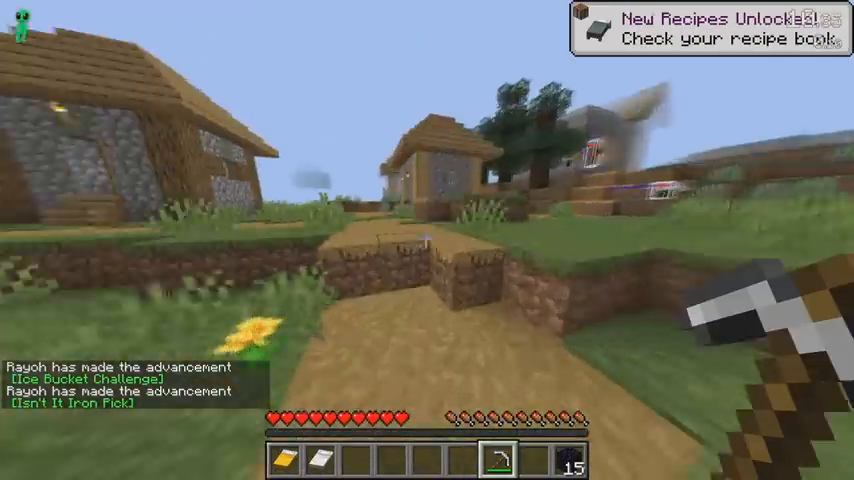 New Recipes Unlocked!
Check your recipe book
Rayoh has made the advancement
[Ice Bucket Challenge]
Rayoh has made the advancement
[Isn't It Iron Pick]
15